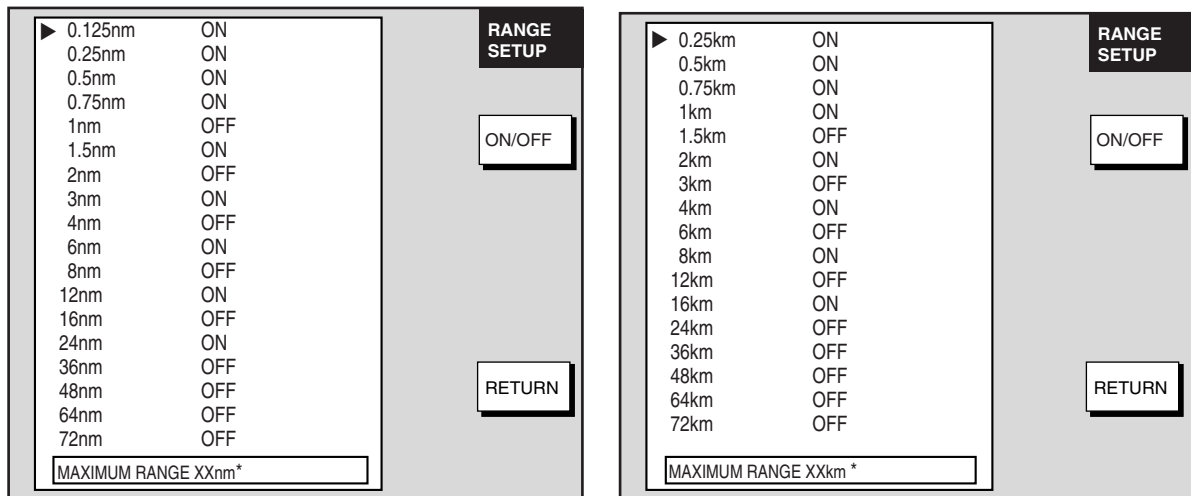 0.125nm ON
0.25nm ON
0.5nm ON
0.75nm ON
1nm OFF
1.5nm ON
2nm OFF
3nm ON
4nm OFF
6nm ON
8nm OFF
12nm ON
16nm OFF
24nm ON
36nm OFF
48nm OFF
64nm OFF
72nm OFF
MAXIMUM RANGE XXnm*
RANGE
SETUP
ON/OFF
RETURN
0.25km ON
0.5km ON
0.75km ON
1km ON
1.5km OFF
2km ON
3km OFF
4km ON
6km OFF
8km ON
12km OFF
16km ON
24km OFF
36km OFF
48km OFF
64km OFF
72km OFF
MAXIMUM RANGE XXkm *
RANGE
SETUP
ON/OFF
RETURN